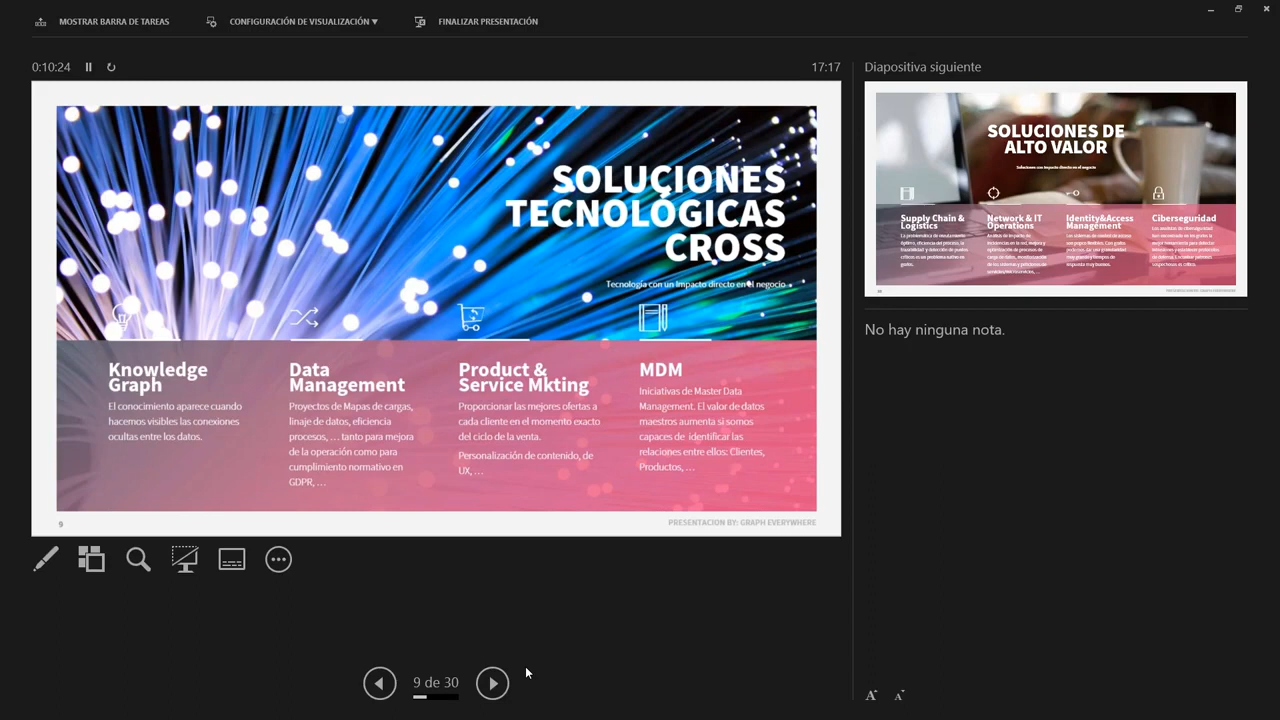 MOSTRAR BARRA DE TAREAS
CONFIGURACIÓN DE VISUALIZACIÓN ▼
FINALIZAR PRESENTACIÓN
0:10:24
17:17
SOLUCIONES
TECNOLÓGICAS
CROSS
Tecnología con un Impacto directo en el negocio
Knowledge
Graph
El conocimiento aparece cuando
hacemos visibles las conexiones
ocultas entre los datos.
Data
Management
Proyectos de Mapas de cargas,
linaje de datos, eficiencia
procesos, … tanto para mejora
de la operación como para
cumplimiento normativo en
GDPR, …
Product &
Service Mkting
Proporcionar las mejores ofertas a
cada cliente en el momento exacto
del ciclo de la venta.
Personalización de contenido, de
UX, …
MDM
Iniciativas de Master Data
Management. El valor de datos
maestros aumenta si somos
capaces de identificar las
relaciones entre ellos: Clientes,
Productos, …
9
PRESENTACION BY: GRAPH EVERYWHERE
9 de 30
Diapositiva siguiente
SOLUCIONES DE
ALTO VALOR
Soluciones con impacto directo en el negocio
Supply Chain &
Logistics
Network & IT
Operations
Identity&Access
Management
Ciberseguridad
No hay ninguna nota.